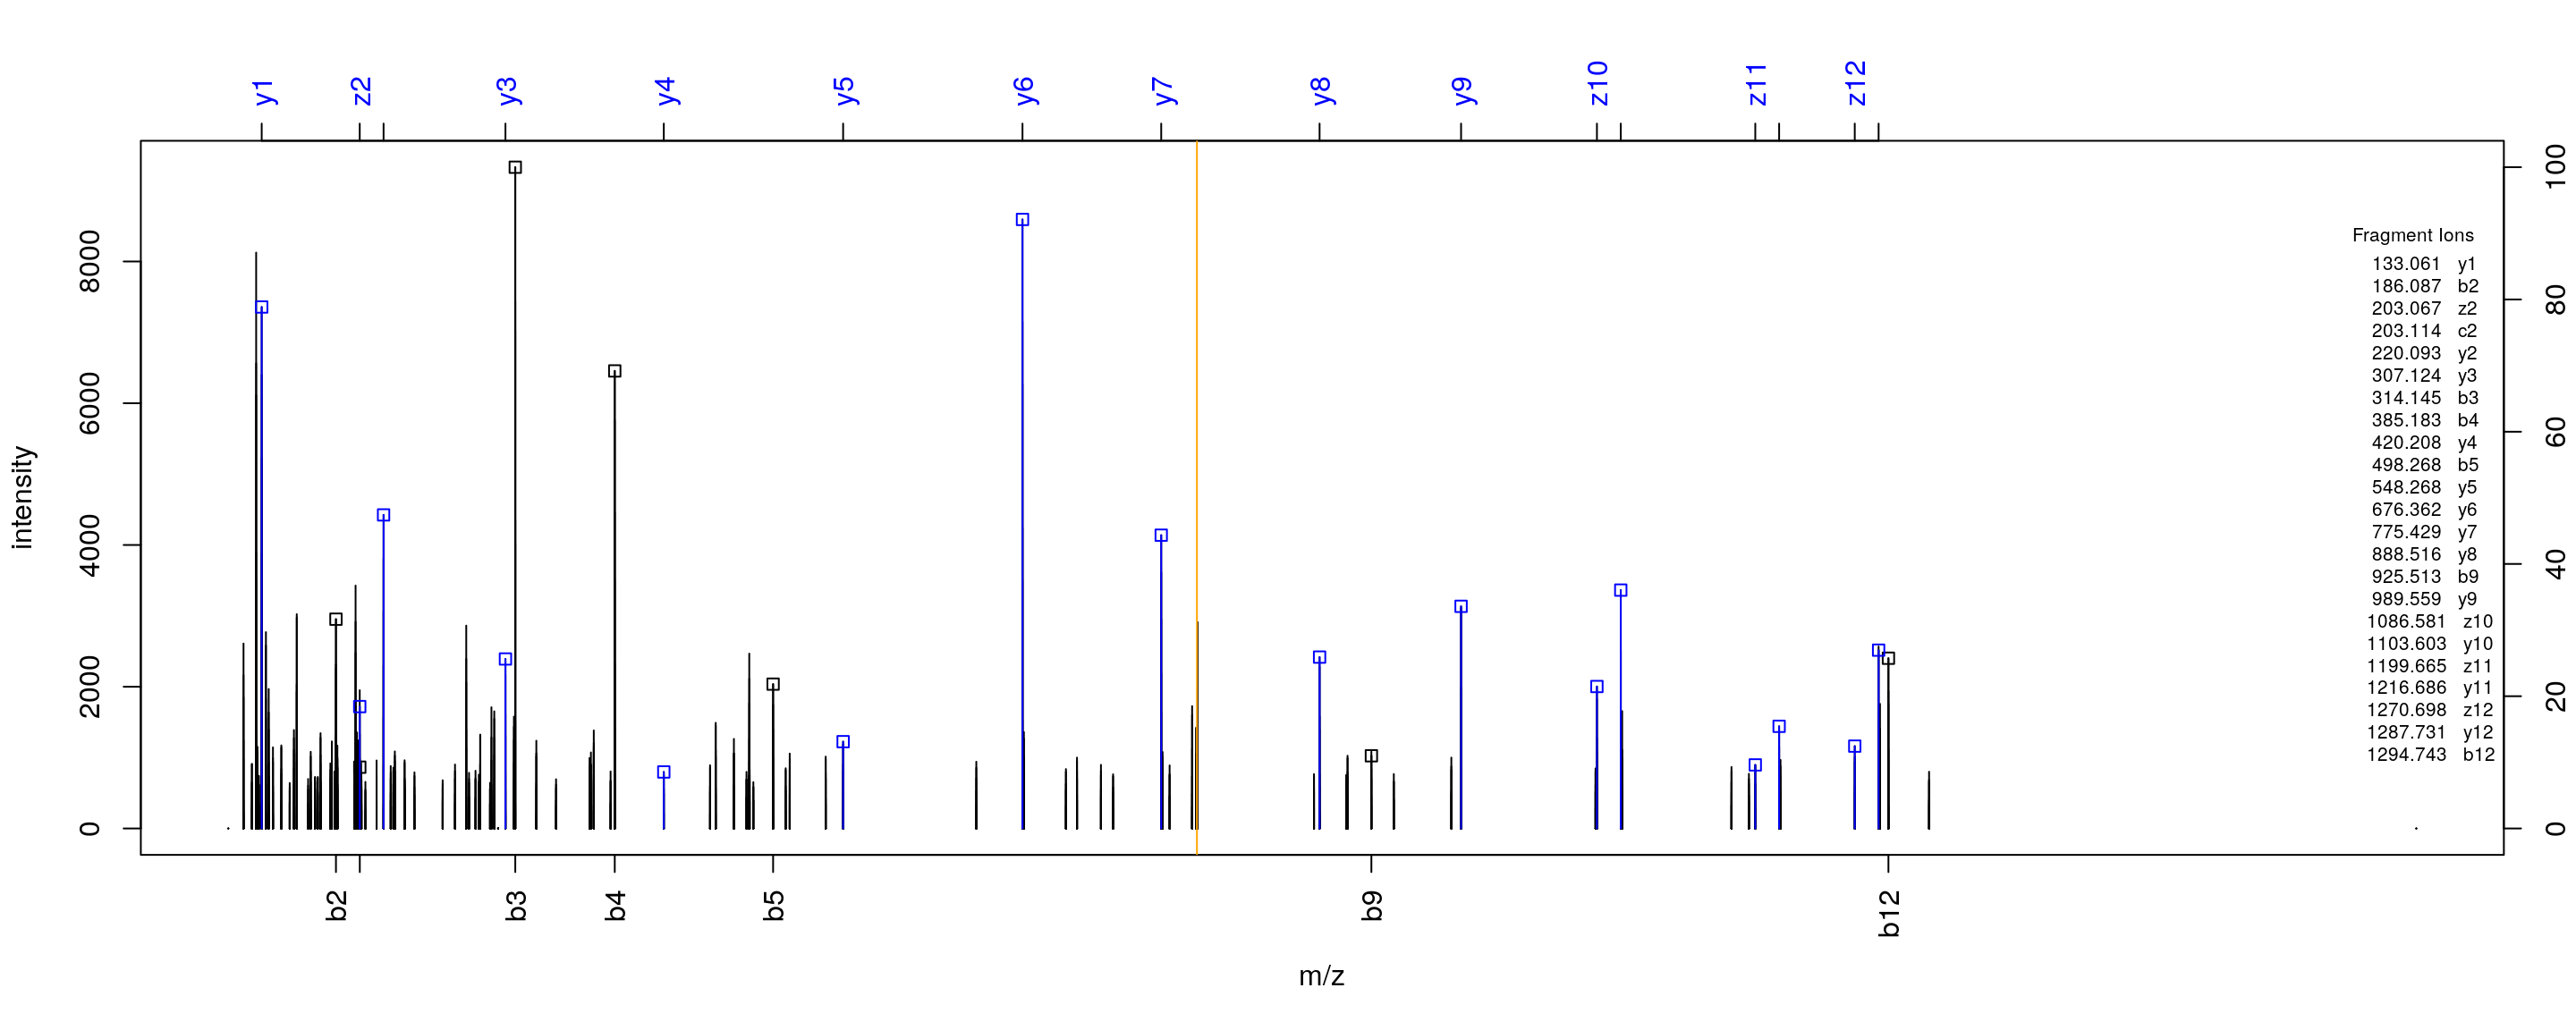 y1 z2 y3 y4 y5 y6 y7 y8 y9 z10 z11 z12
100
80
60
40
20
0
8000
6000
4000
2000
0
intensity
Fragment Ions
133.061 y1
186.087 b2
203.067 z2
203.114 c2
220.093 y2
307.124 y3
314.145 b3
385.183 b4
420.208 y4
498.268 b5
548.268 y5
676.362 y6
775.429 y7
888.516 y8
925.513 b9
989.559 y9
1086.581 z10
1103.603 y10
1199.665 z11
1216.686 y11
1270.698 z12
1287.731 y12
1294.743 b12
b2 b3 b4 b5 b9 b12
m/z